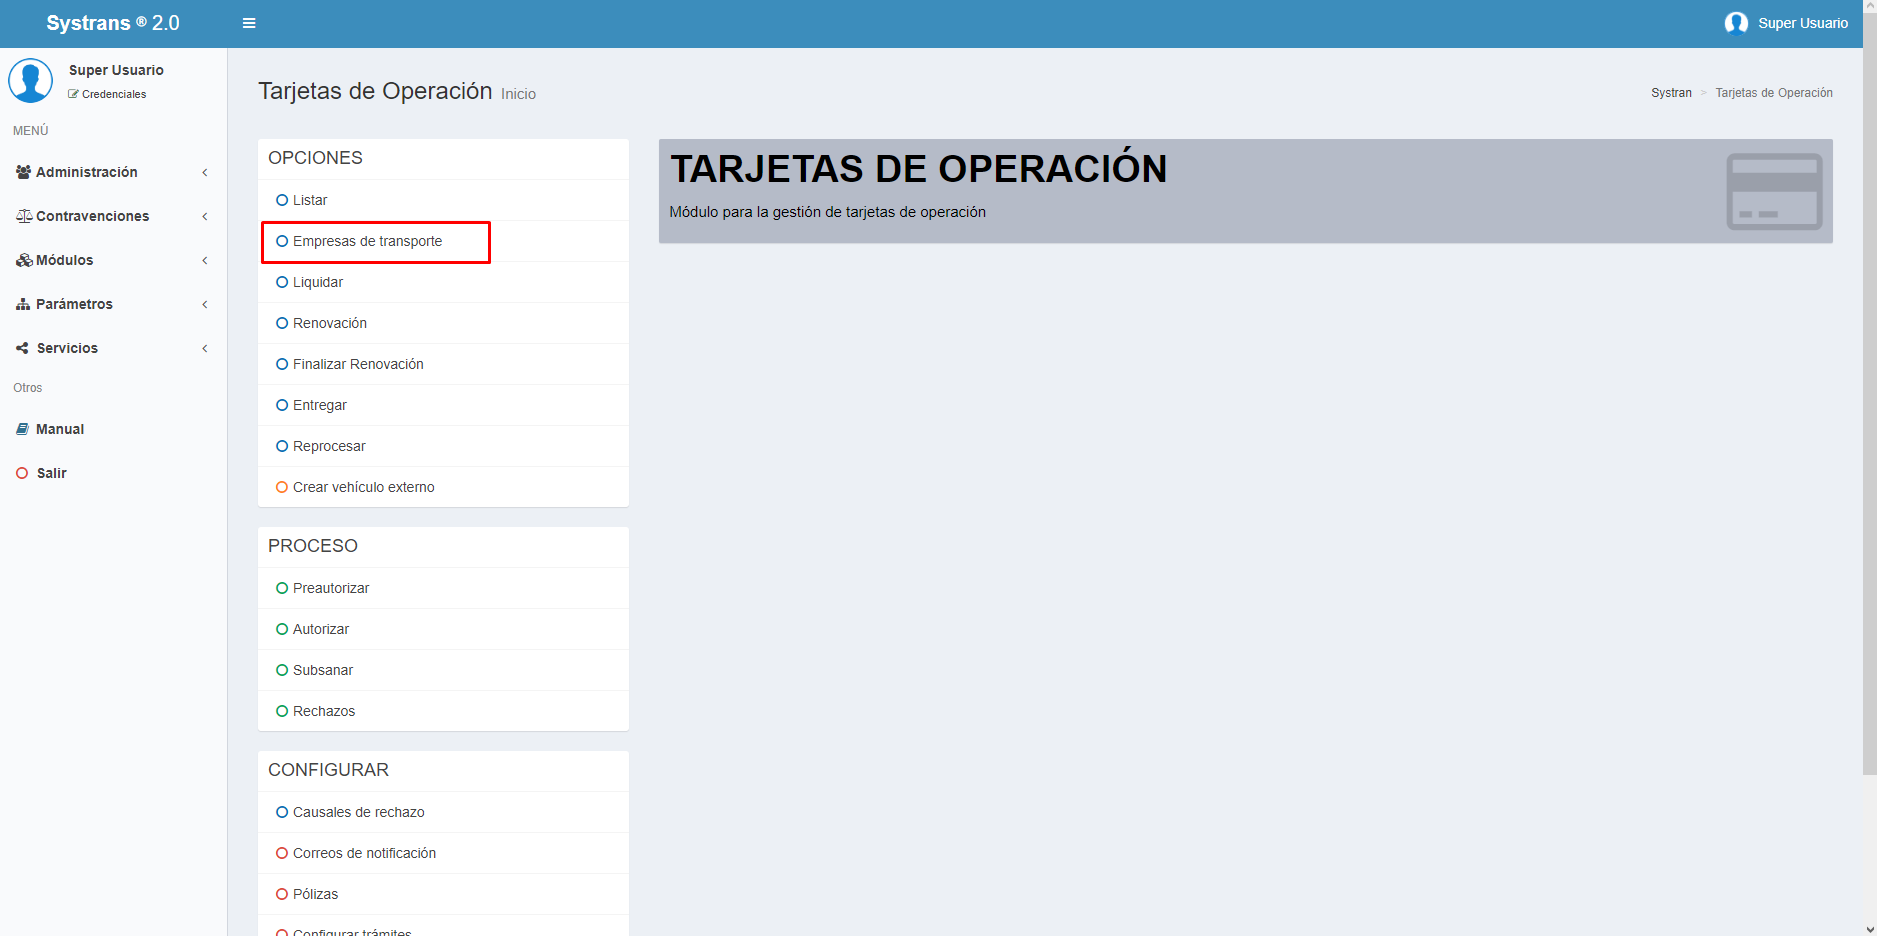 Systrans ® 2.0
Super Usuario
Super Usuario
Credenciales
MENÚ
Administración
Contravenciones
Módulos
Parámetros
Servicios
Otros
Manual
Salir
Tarjetas de Operación Inicio
Systran > Tarjetas de Operación
OPCIONES
Listar
Empresas de transporte
Liquidar
Renovación
Finalizar Renovación
Entregar
Reprocesar
Crear vehículo externo
PROCESO
Preautorizar
Autorizar
Subsanar
Rechazos
CONFIGURAR
Causales de rechazo
Correos de notificación
Pólizas
Configurar trámites
TARJETAS DE OPERACIÓN
Módulo para la gestión de tarjetas de operación